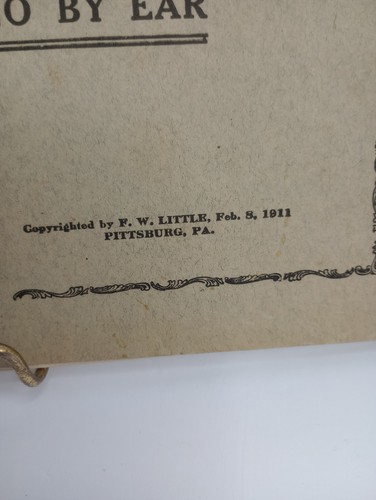 O BY EAR
Copyrighted by F. W. LITTLE, Feb. 8, 1911
PITTSBURG, PA.